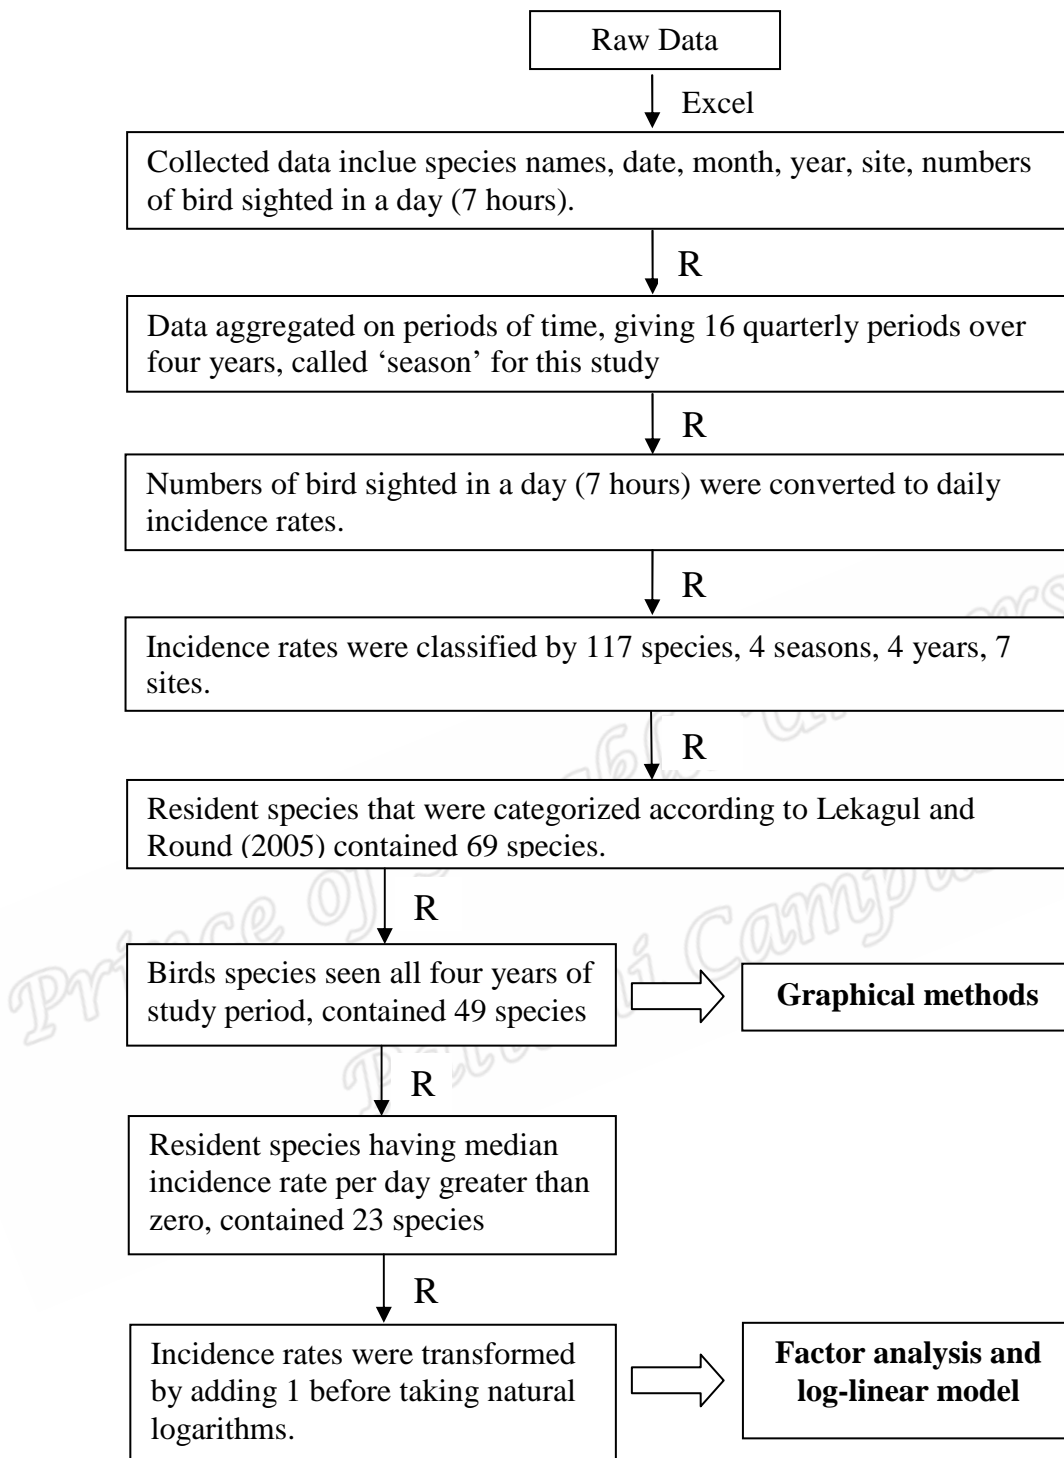 Raw Data
Excel
Collected data inclue species names, date, month, year, site, numbers
of bird sighted in a day (7 hours).
R
Data aggregated on periods of time, giving 16 quarterly periods over
four years, called ‘season’ for this study
R
Numbers of bird sighted in a day (7 hours) were converted to daily
incidence rates.
R
Incidence rates were classified by 117 species, 4 seasons, 4 years, 7
sites.
R
Resident species that were categorized according to Lekagul and
Round (2005) contained 69 species.
R
Birds species seen all four years of
study period, contained 49 species
Graphical methods
R
Resident species having median
incidence rate per day greater than
zero, contained 23 species
R
Incidence rates were transformed
by adding 1 before taking natural
logarithms.
Factor analysis and
log-linear model
Prince of
Campus